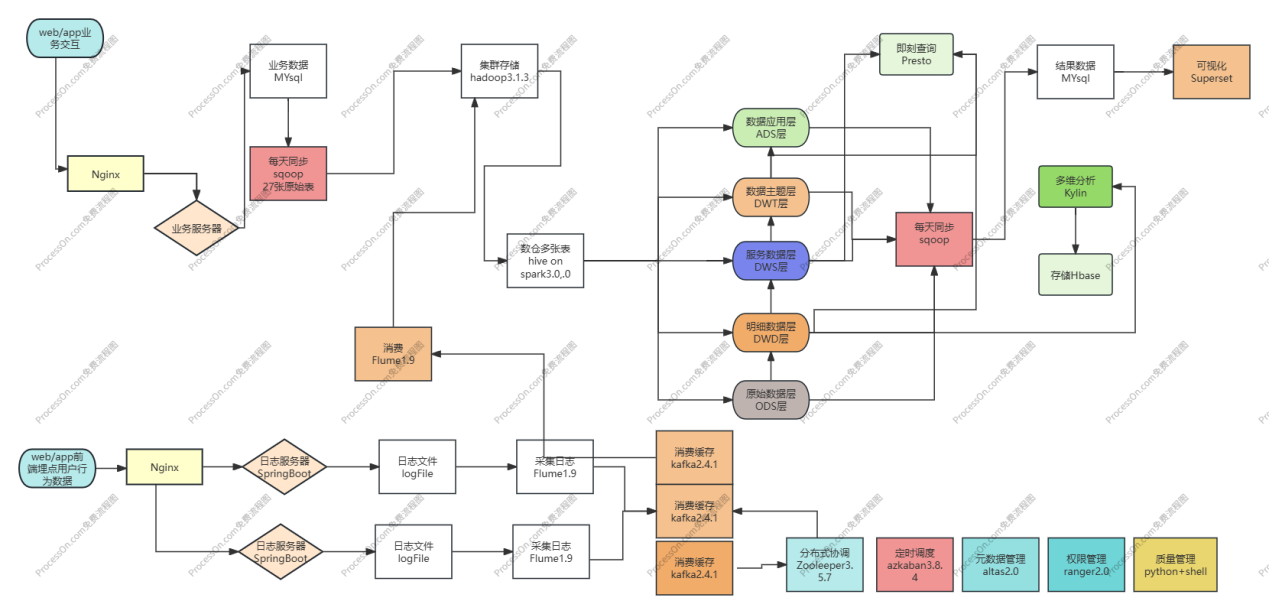 web/app业
务交互
Nginx
业务服务器
业务数据
MYsql
每天同步
sqoop
27张原始表
集群存储
hadoop3.1.3
数仓多张表
hive on
spark3.0,.0
消费
Flume1.9
即刻查询
Presto
数据应用层
ADS层
数据主题层
DWT层
服务数据层
DWS层
明细数据层
DWD层
原始数据层
ODS层
每天同步
sqoop
结果数据
MYsql
可视化
Superset
多维分析
Kylin
存储Hbase
web/app前
端埋点用户行
为数据
Nginx
日志服务器
SpringBoot
日志文件
logFile
采集日志
Flume1.9
日志服务器
SpringBoot
日志文件
logFile
采集日志
Flume1.9
消费缓存
kafka2.4.1
消费缓存
kafka2.4.1
消费缓存
kafka2.4.1
分布式协调
Zooleeper3.
5.7
定时调度
azkaban3.8.
4
元数据管理
altas2.0
权限管理
ranger2.0
质量管理
python+shell
ProcessOn.com免费流程图